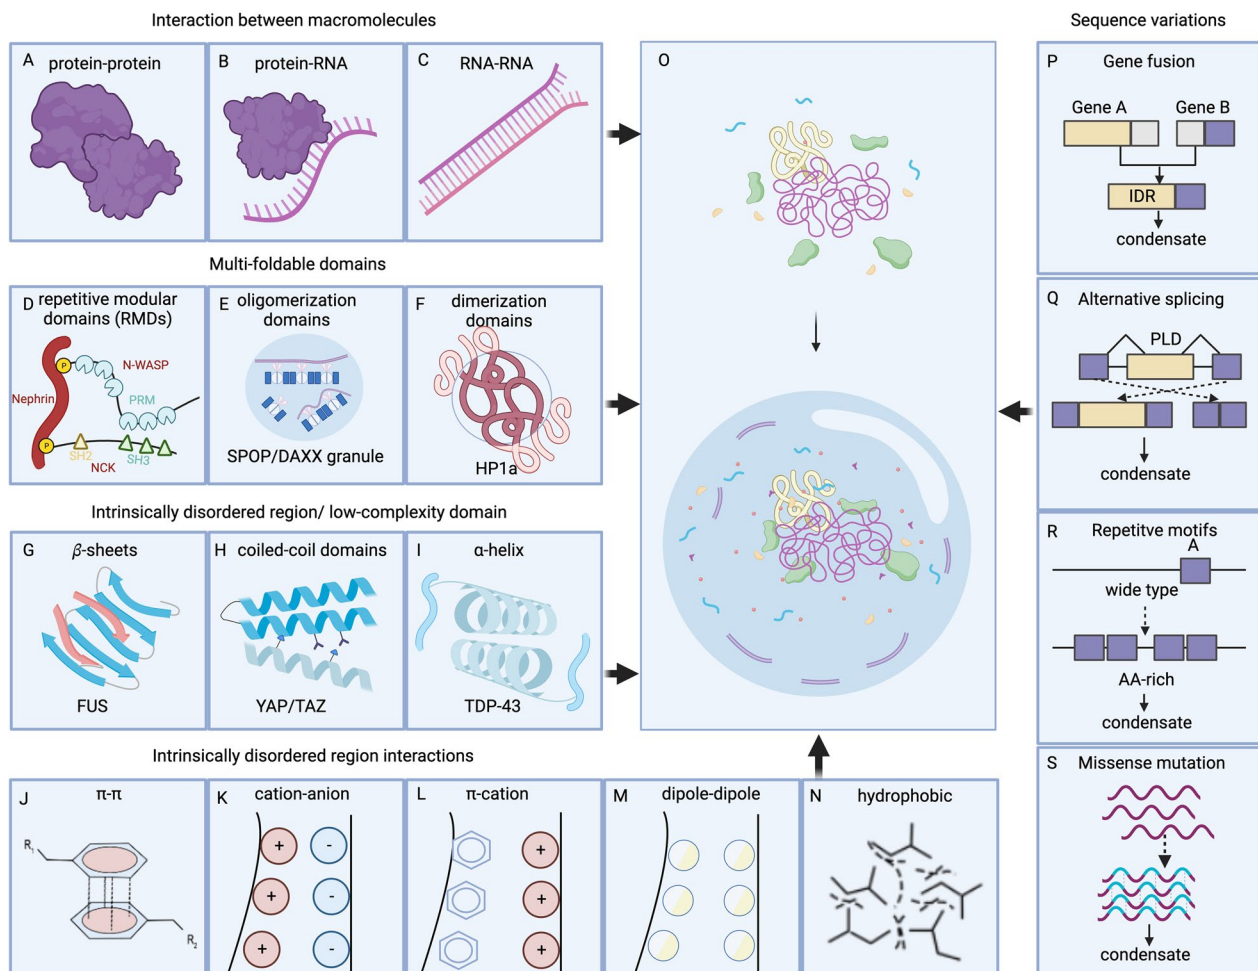 Interaction between macromolecules
Sequence variations
A
protein-protein
B
protein-RNA
C
RNA-RNA
Multi-foldable domains
D
repetitive modular
domains (RMDs)
P
N-WASP
Nephrin
PRM
P
SH2
SH3
NCK
E
oligomerization
domains
SPOP/DAXX granule
F
dimerization
domains
HP1a
Intrinsically disordered region/ low-complexity domain
G
β-sheets
FUS
H
coiled-coil domains
YAP/TAZ
I
α-helix
TDP-43
Intrinsically disordered region interactions
J
π-π
R1
R2
K
cation-anion
+ -
+ -
+ -
L
π-cation
+
+
+
M
dipole-dipole
N
hydrophobic
O
P
Gene fusion
Gene A
Gene B
IDR
condensate
Q
Alternative splicing
PLD
condensate
R
Repetitve motifs
A
wide type
AA-rich
condensate
S
Missense mutation
condensate